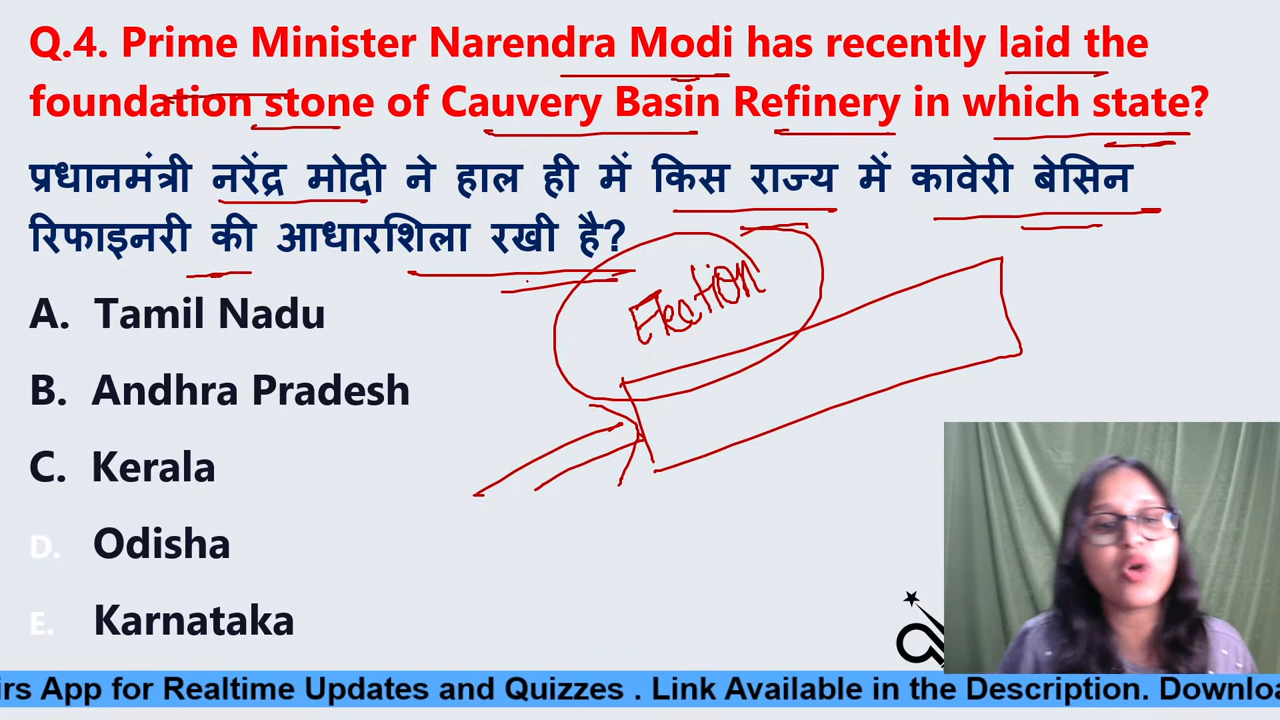 Q.4. Prime Minister Narendra Modi has recently laid the
foundation stone of Cauvery Basin Refinery in which state?
प्रधानमंत्री नरेंद्र मोदी ने हाल ही में किस राज्य में कावेरी बेसिन
रिफाइनरी की आधारशिला रखी है?
Election
A. Tamil Nadu
B. Andhra Pradesh
C. Kerala
D. Odisha
E. Karnataka
irs App for Realtime Updates and Quizzes . Link Available in the Description. Downloa